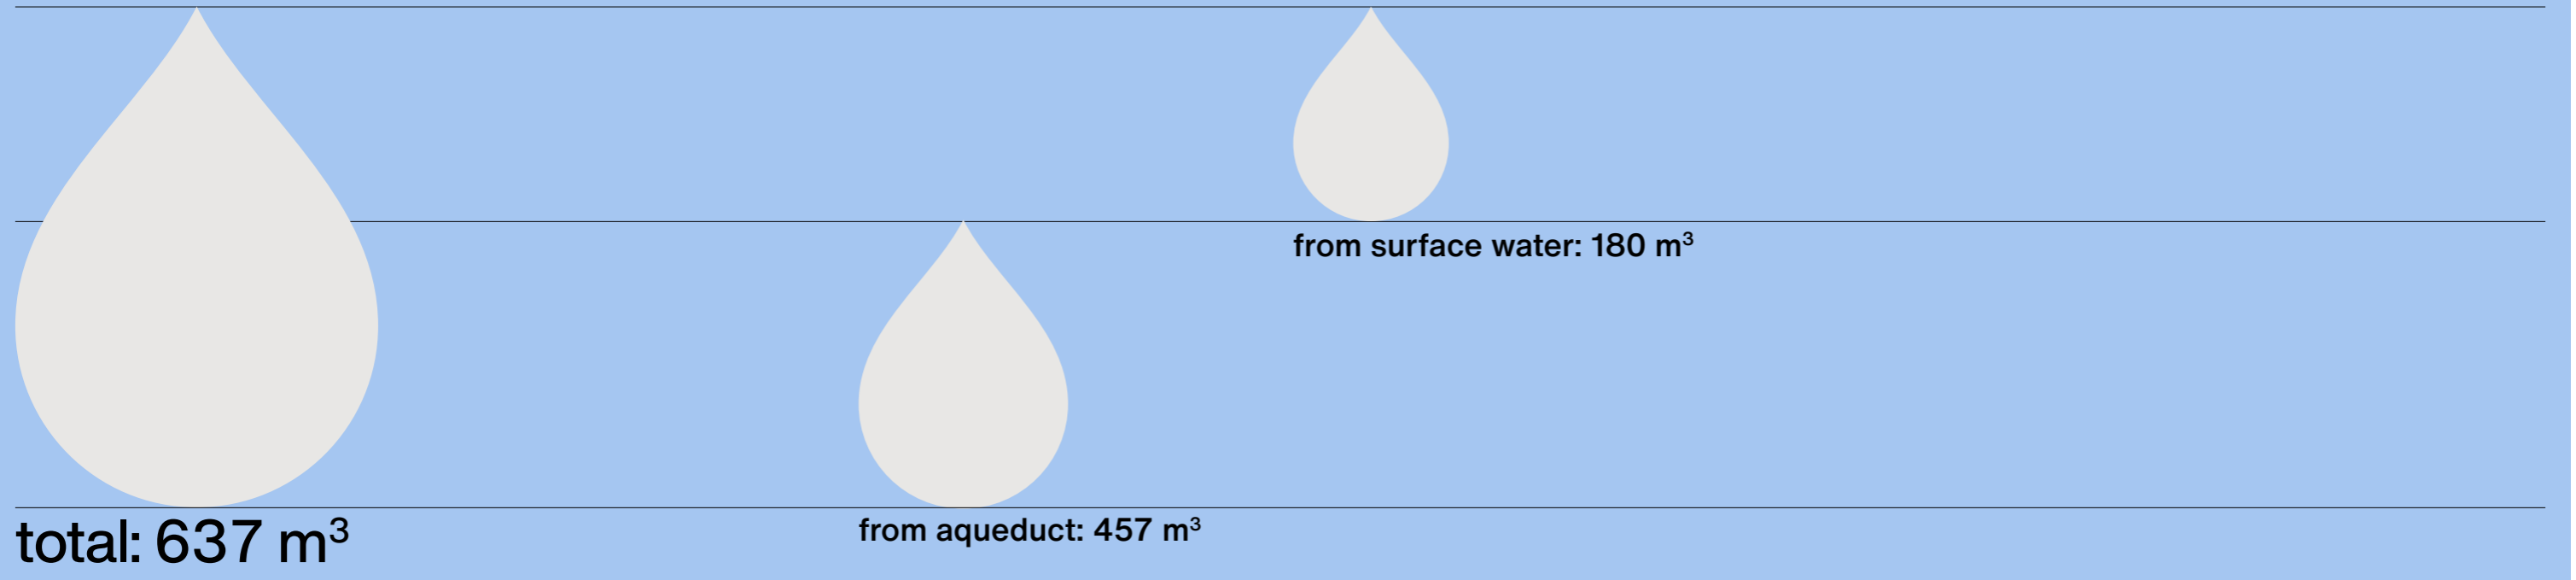 from surface water: 180 m³
total: 637 m³
from aqueduct: 457 m³